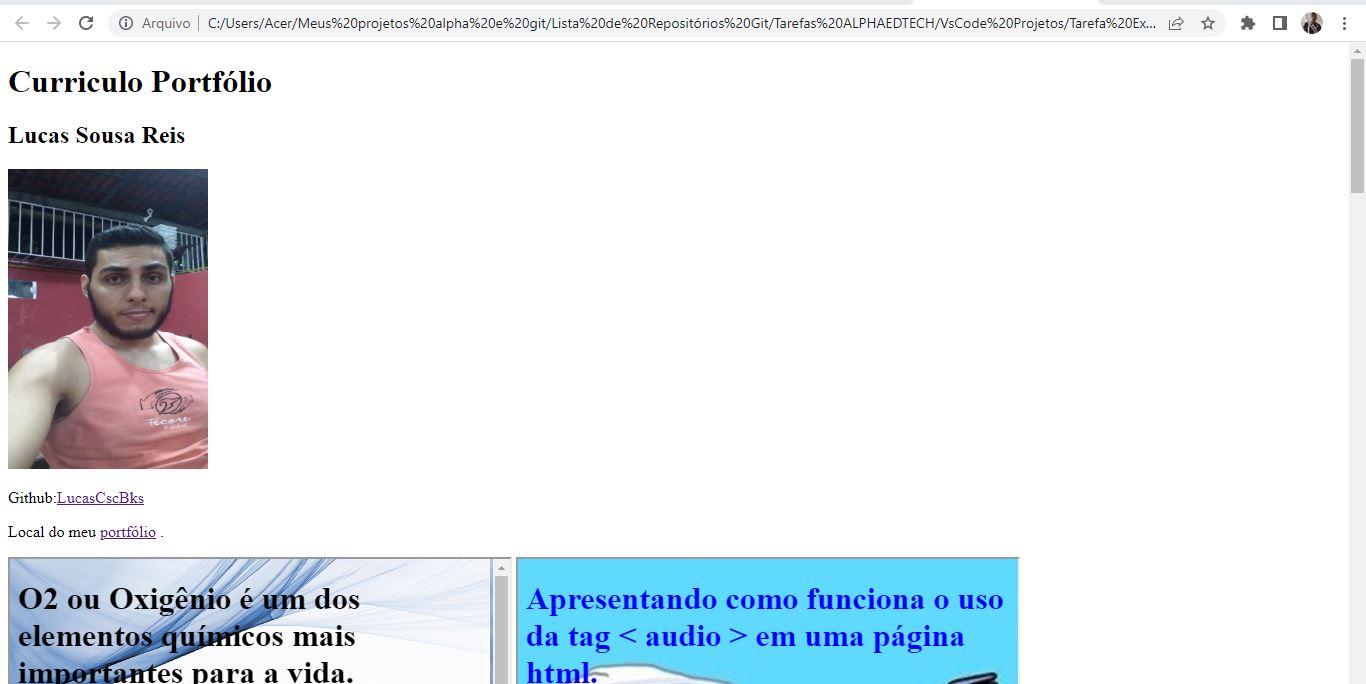 Arquivo | C:/Users/Acer/Meus%20projetos%20alpha%20e%20git/Lista%20de%20Repositórios%20Git/Tarefas%20ALPHAEDTECH/VsCode%20Projetos/Tarefa%20Ex...
Curriculo Portfólio
Lucas Sousa Reis
Fecore
Github:LucasCscBks
Local do meu portfólio .
O2 ou Oxigênio é um dos
elementos químicos mais
importantes para a vida.
Apresentando como funciona o uso
da tag < audio > em uma página
html.